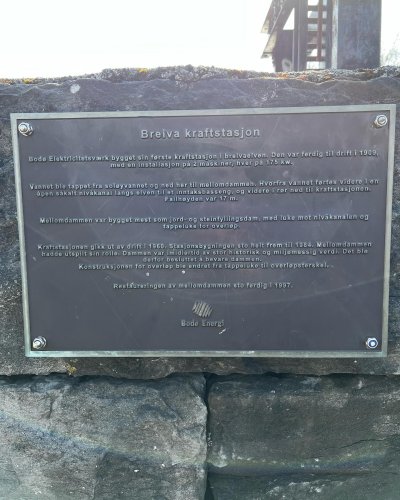 Breiva kraftstasjon
Bodø Elektricitetsværk bygget sin første kraftstasjon i breivaelven. Den var ferdig til drift i 1909,
med en installasjon på 2 maskiner, hver på 175 kw.
Vannet ble tappet fra soløyvannet og ned her til mellomdammen. Hvorfra vannet førtes videre i en
åpen såkalt nivåkanal langs elven til et inntaksbasseng, og videre i rør ned til kraftstasjonen.
Fallhøyden var 17 m.
Mellomdammen var bygget mest som jord- og steinfyllingsdam, med luke mot nivåkanalen og
tappeluke for overløp.
Kraftstasjonen gikk ut av drift i 1960. Stasjonsbygningen sto helt frem til 1984. Mellomdammen
hadde utspilt sin rolle. Dammen var imidlertid av stor historisk og miljømessig verdi. Det ble
derfor besluttet å bevare dammen.
Konstruksjonen for overløp ble endret fra tappeluke til overløpsterskel.
Restaureringen av mellomdammen sto ferdig i 1997.
Bodø Energi